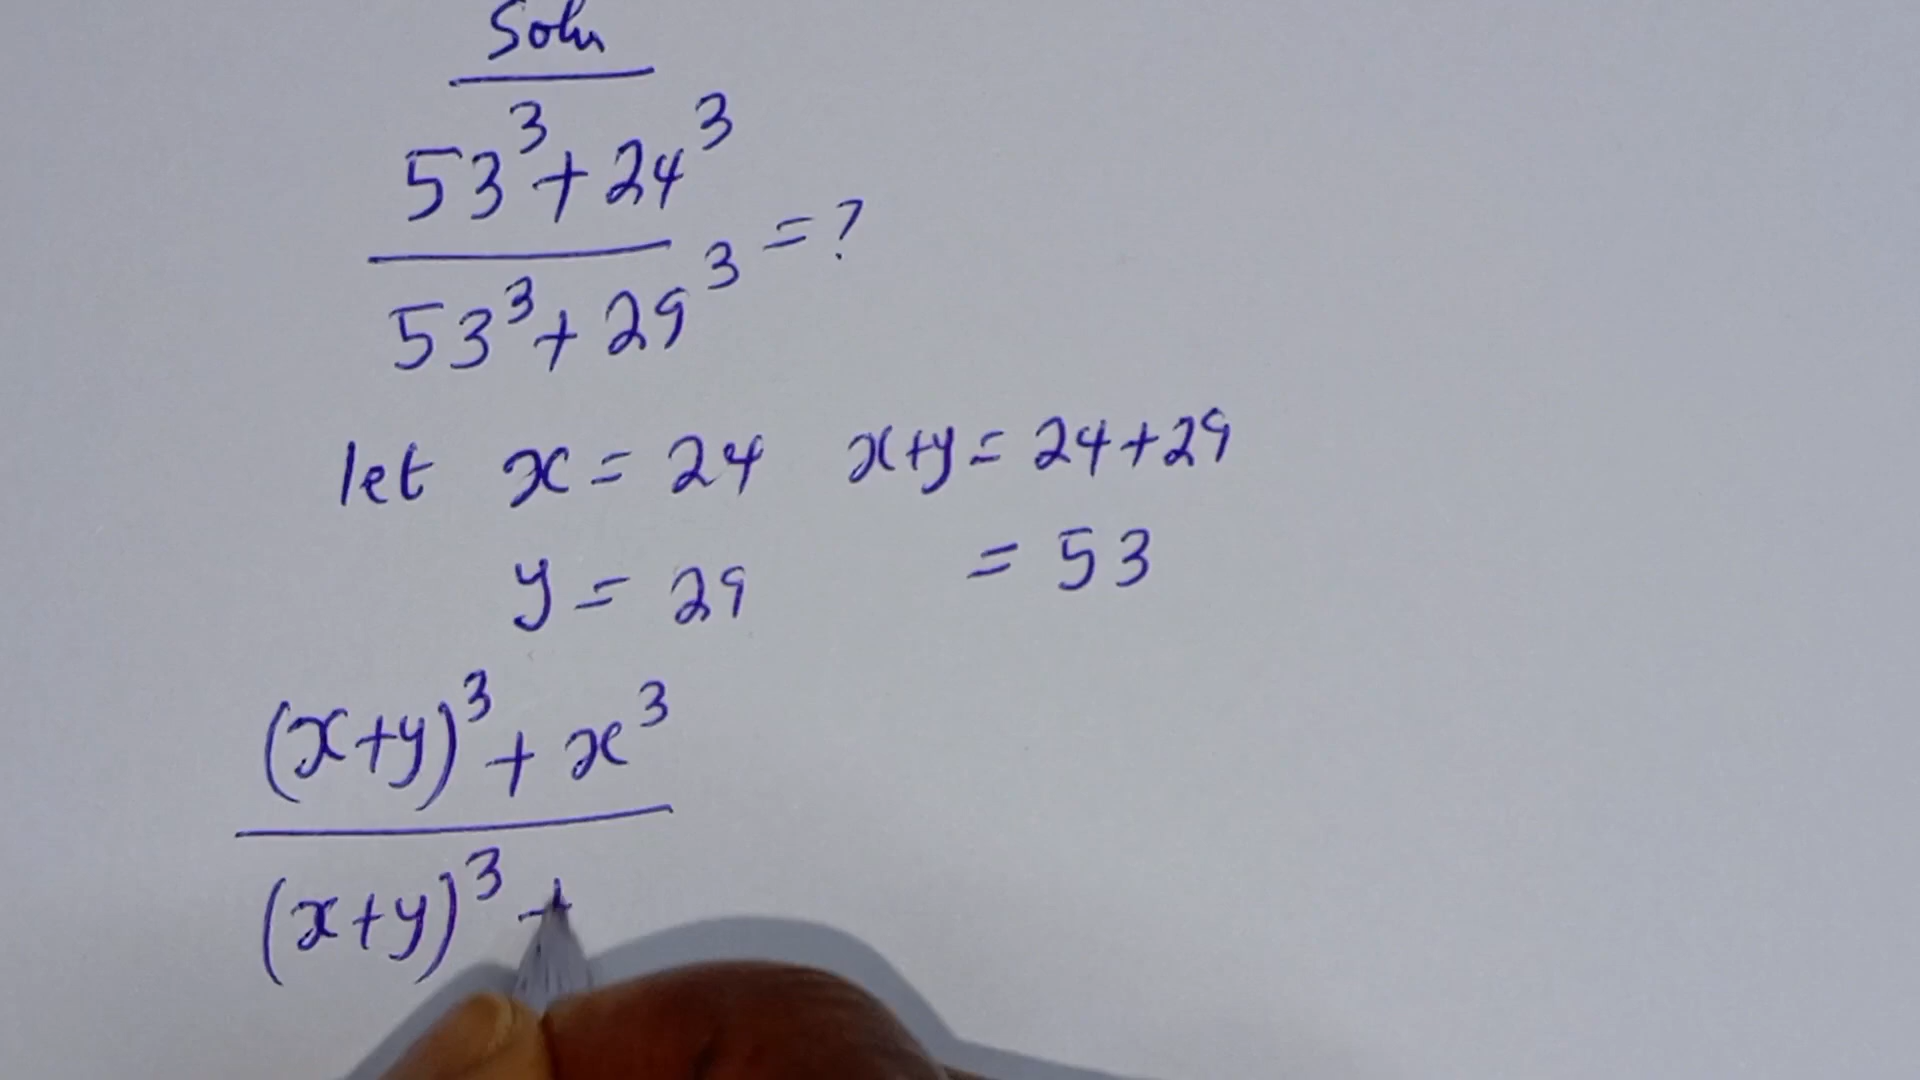 Soln
53³+24³
= ?
53³+29³
let x = 24 x+y = 24+29
y = 29 = 53
(x+y)³+x³
(x+y)³+